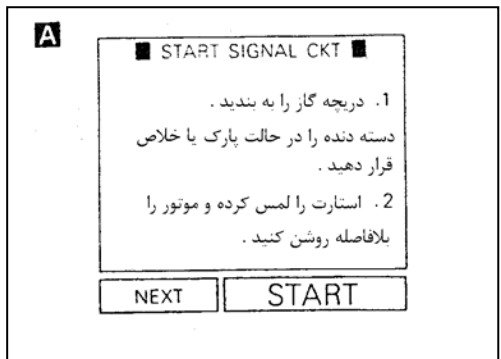 A
START SIGNAL CKT
1. دریچه گاز را به بندید .
دسته دنده را در حالت پارک یا خلاص
قرار دهید .
2. استارت را لمس کرده و موتور را
بلافاصله روشن کنید .
NEXT START